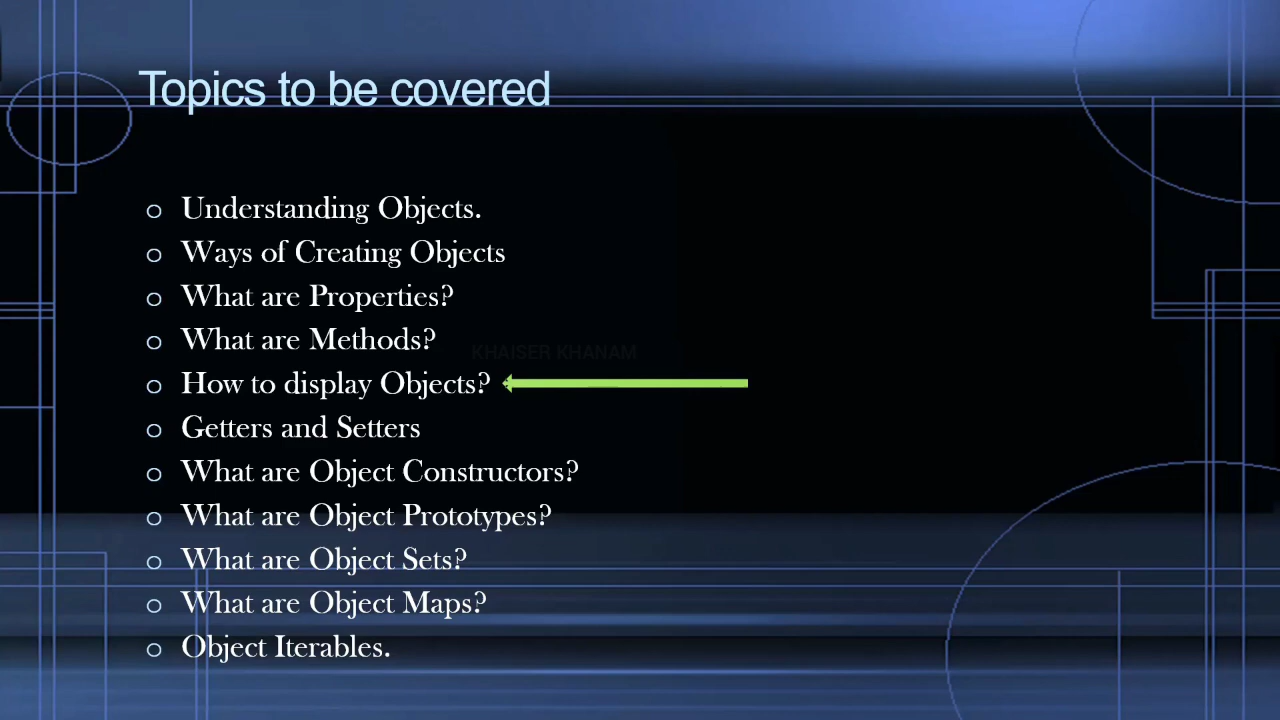 Topics to be covered
Understanding Objects.
Ways of Creating Objects
What are Properties?
What are Methods?
KHAISER KHANAM
How to display Objects?
Getters and Setters
What are Object Constructors?
What are Object Prototypes?
What are Object Sets?
What are Object Maps?
Object Iterables.